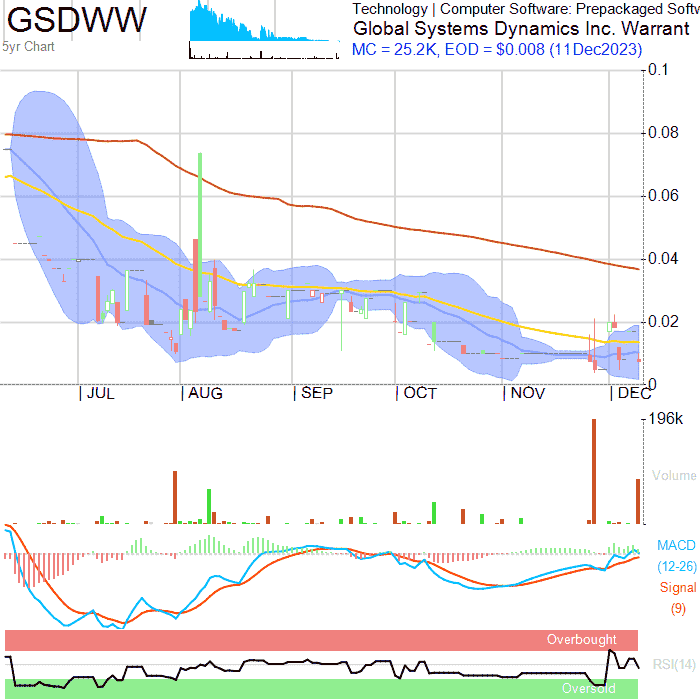 GSDWW
5yr Chart
Technology | Computer Software: Prepackaged Softw
Global Systems Dynamics Inc. Warrant
MC = 25.2K, EOD = $0.008 (11Dec2023)
0.1
0.08
0.06
0.04
0.02
0
JUL AUG SEP OCT NOV DEC
196k
Volume
MACD
(12-26)
Signal
(9)
Overbought
RSI(14)
Oversold